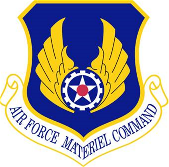 AIR FORCE MATERIEL COMMAND